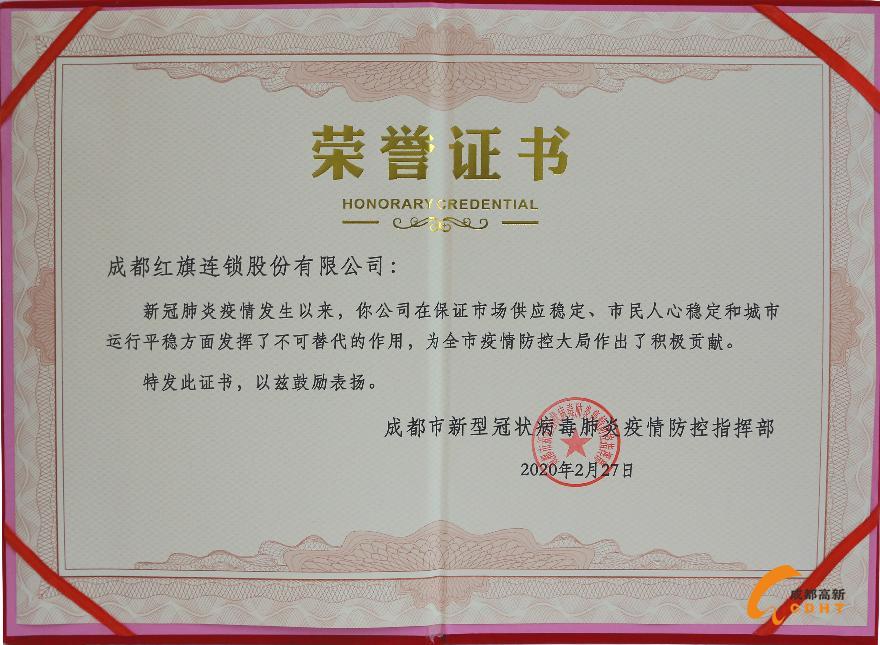 荣誉证书
HONORARY CREDENTIAL
成都红旗连锁股份有限公司：
新冠肺炎疫情发生以来，你公司在保证市场供应稳定、市民人心稳定和城市
运行平稳方面发挥了不可替代的作用，为全市疫情防控大局作出了积极贡献。
特发此证书，以兹鼓励表扬。
成都市新型冠状病毒肺炎疫情防控指挥部
2020年2月27日
成都高新
CDHT